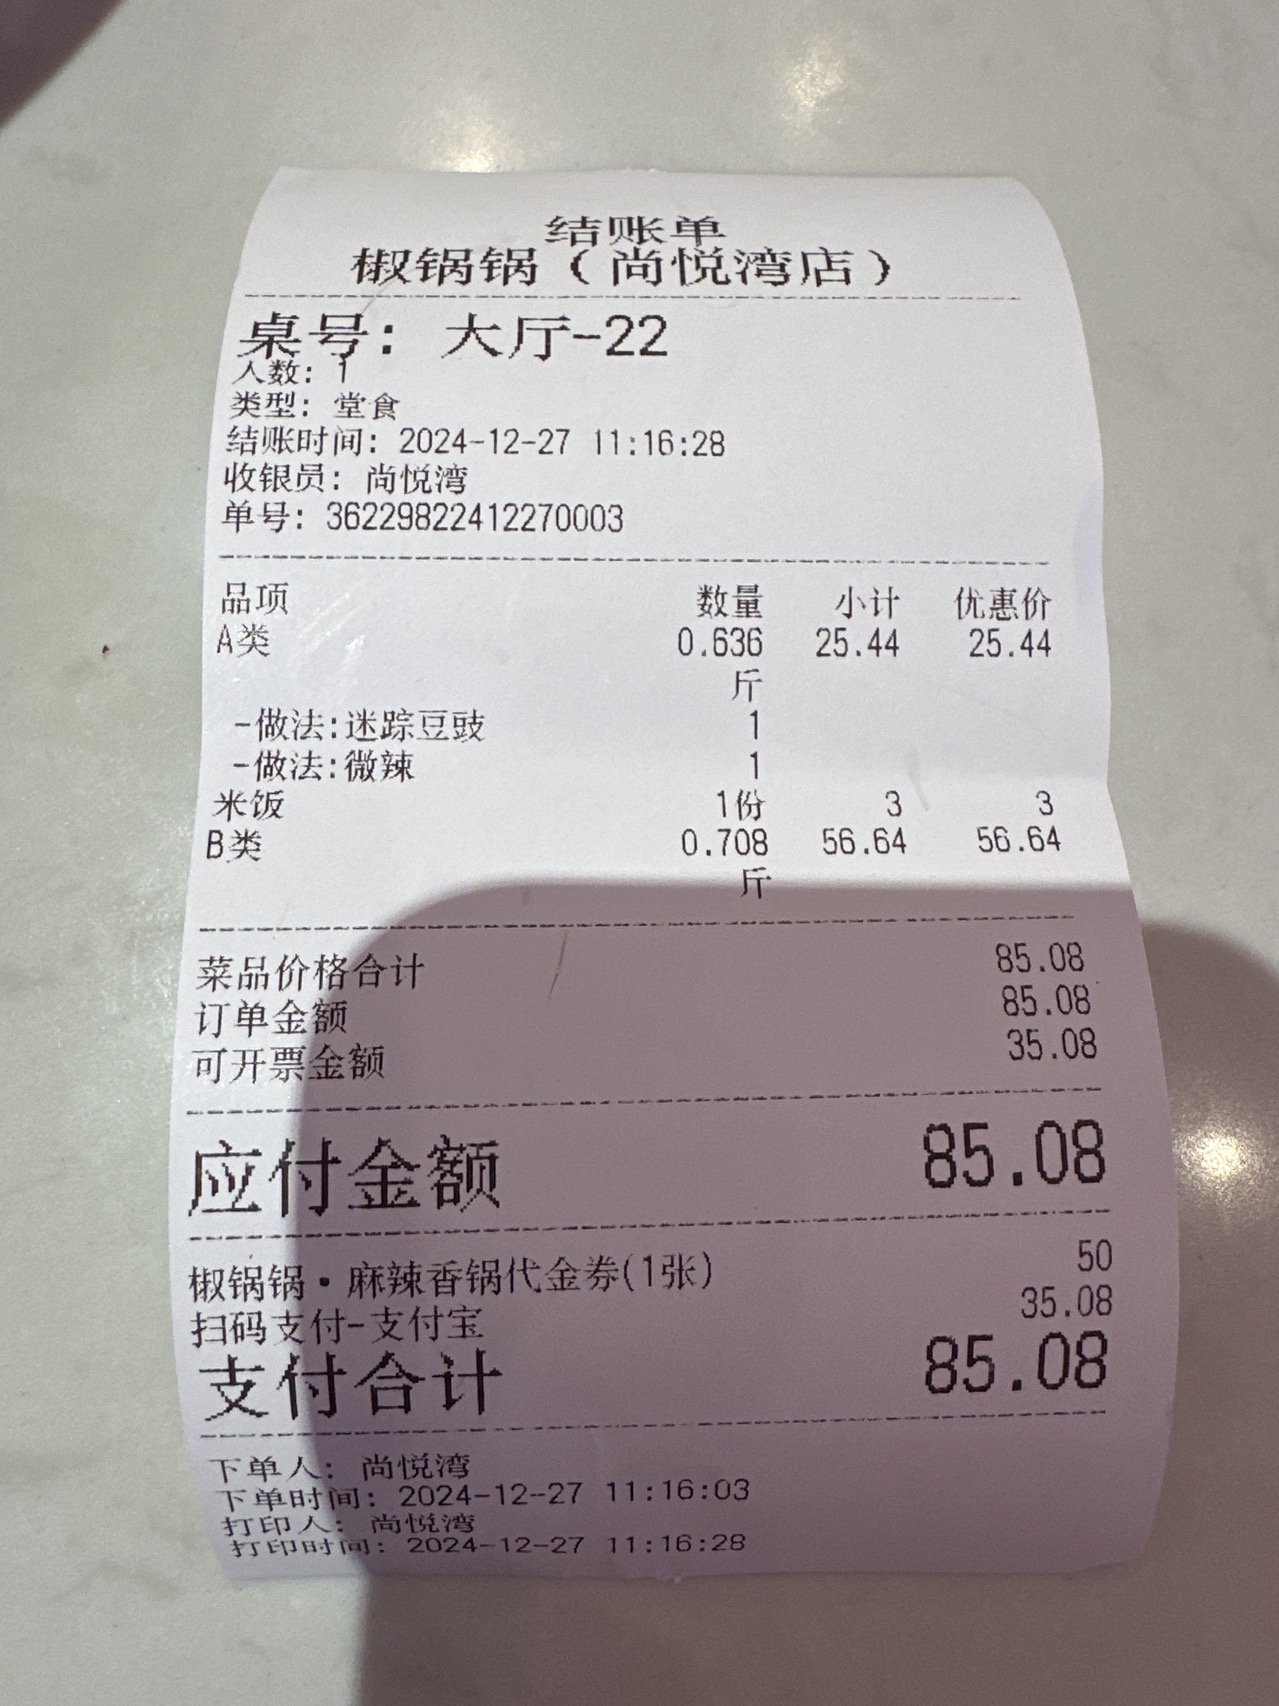 结账单
椒锅锅（尚悦湾店）
桌号：大厅-22
人数：1
类型：堂食
结账时间：2024-12-27 11:16:28
收银员：尚悦湾
单号：36229822412270003
品项 数量 小计 优惠价
A类 0.636 25.44 25.44
斤
-做法:迷踪豆豉 1
-做法:微辣 1
米饭 1份 3 3
B类 0.708 56.64 56.64
斤
菜品价格合计 85.08
订单金额 85.08
可开票金额 35.08
应付金额 85.08
椒锅锅·麻辣香锅代金券(1张) 50
扫码支付-支付宝 35.08
支付合计 85.08
下单人：尚悦湾
下单时间：2024-12-27 11:16:03
打印人：尚悦湾
打印时间：2024-12-27 11:16:28